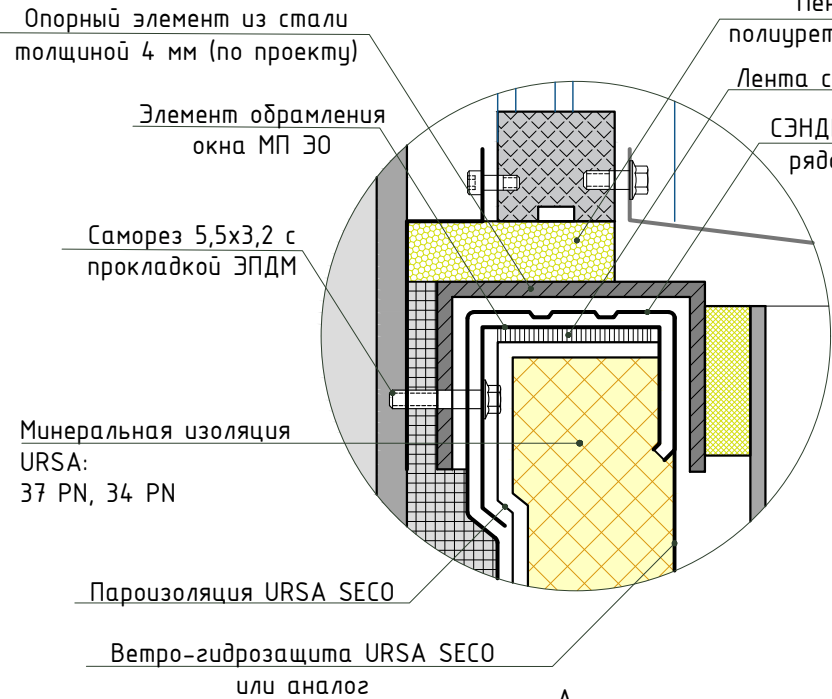 Опорный элемент из стали
толщиной 4 мм (по проекту)
Элемент обрамления
окна МП ЭО
Саморез 5,5х3,2 с
прокладкой ЭПДМ
Минеральная изоляция
URSA:
37 PN, 34 PN
Пароизоляция URSA SECO
Ветро-гидрозащита URSA SECO
или аналог
Лента с